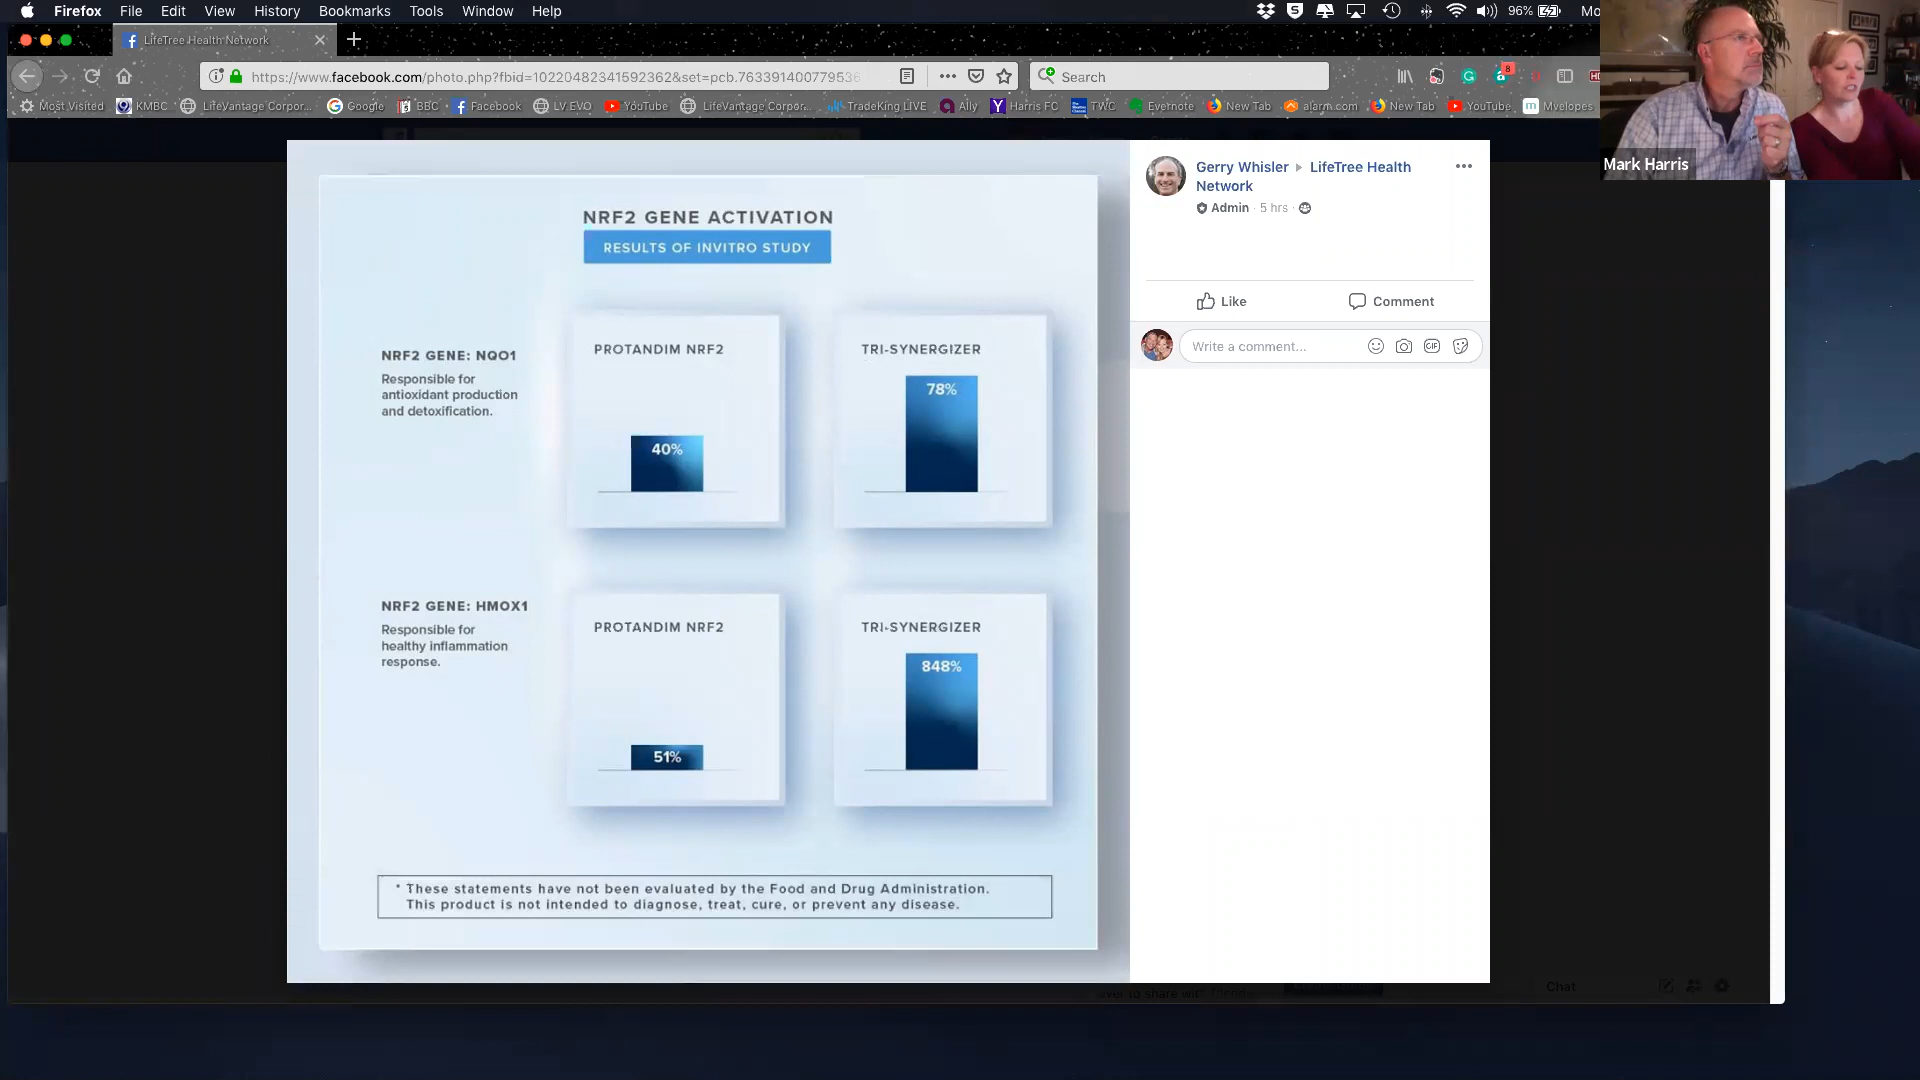 Firefox File Edit View History Bookmarks Tools Window Help
96%
Mo
LifeTree Health Network
https://www.facebook.com/photo.php?fbid=10220482341592362&set=pcb.7633914007795
Search
8
Most Visited KMBC LifeVantage Corpor... Google BBC Facebook LV EVO YouTube LifeVantage Corpor... TradeKing LIVE Ally Harris FC TWC Evernote New Tab alarm.com New Tab YouTube Mvelopes
Mark Harris
NRF2 GENE ACTIVATION
RESULTS OF INVITRO STUDY
NRF2 GENE: NQO1
Responsible for
antioxidant production
and detoxification.
PROTANDIM NRF2
40%
TRI-SYNERGIZER
78%
NRF2 GENE: HMOX1
Responsible for
healthy inflammation
response.
PROTANDIM NRF2
51%
TRI-SYNERGIZER
848%
* These statements have not been evaluated by the Food and Drug Administration.
This product is not intended to diagnose, treat, cure, or prevent any disease.
Gerry Whisler ▸ LifeTree Health
Network
Admin · 5 hrs ·
Like
Comment
Write a comment...
GIF
Chat